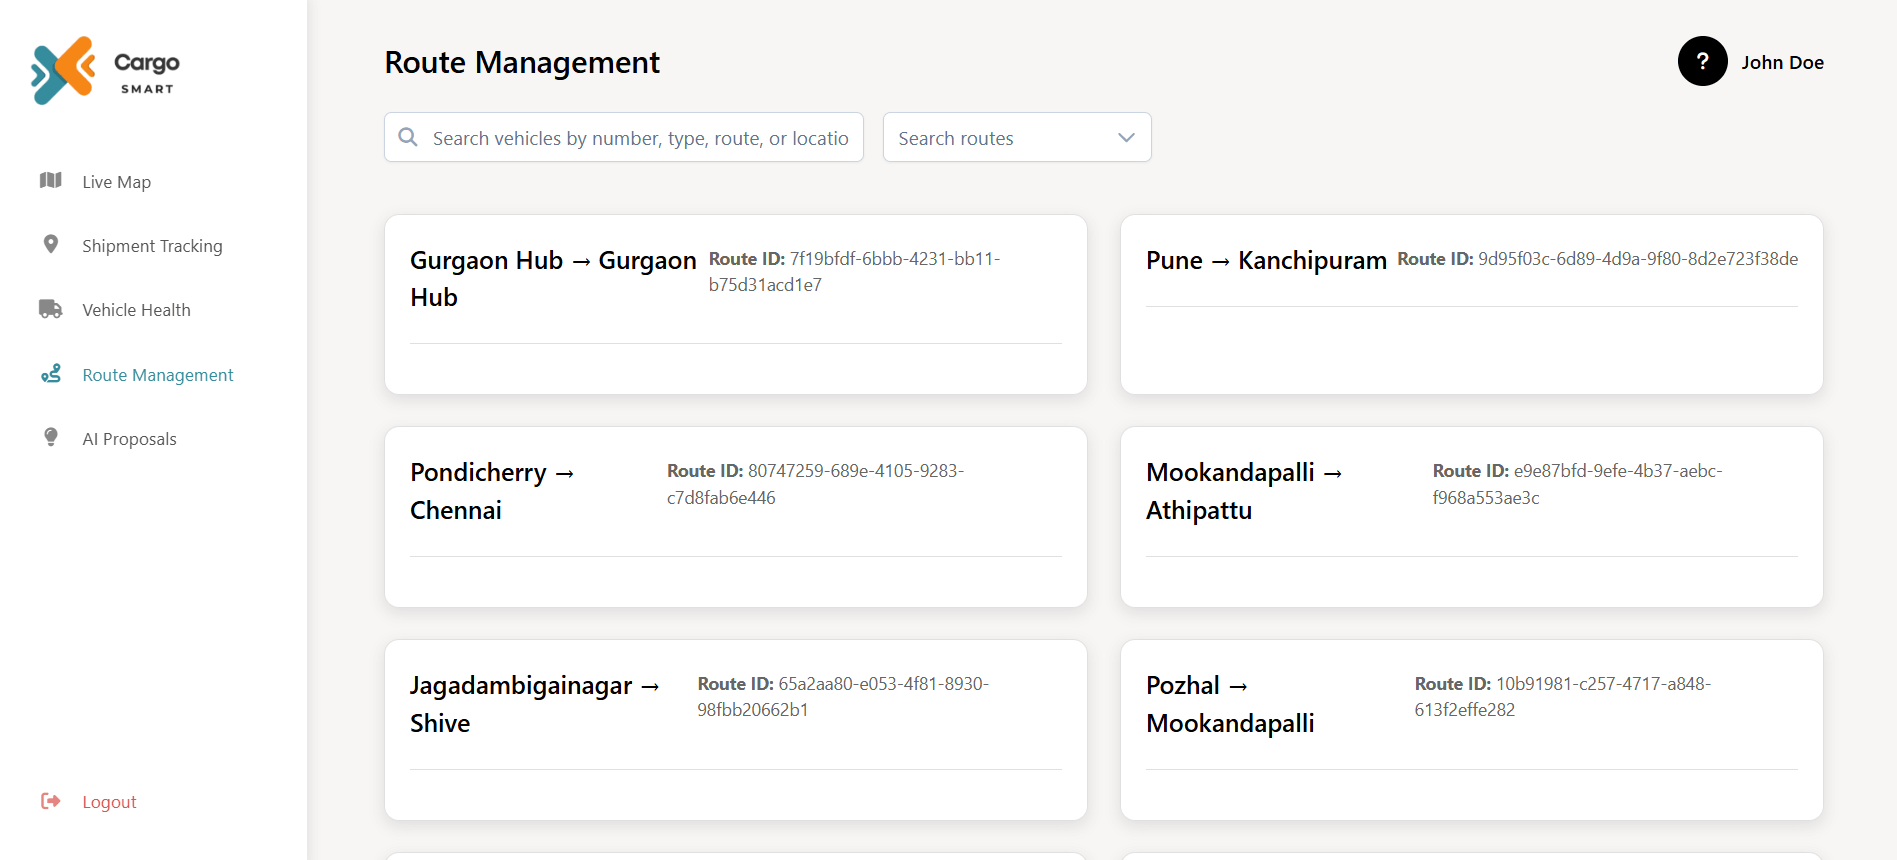 Cargo
SMART
Live Map
Shipment Tracking
Vehicle Health
Route Management
AI Proposals
Logout
Route Management
? John Doe
Search vehicles by number, type, route, or locatio
Search routes
Gurgaon Hub → Gurgaon
Hub
Route ID: 7f19bfdf-6bbb-4231-bb11-
b75d31acd1e7
Pune → Kanchipuram
Route ID: 9d95f03c-6d89-4d9a-9f80-8d2e723f38de
Pondicherry →
Chennai
Route ID: 80747259-689e-4105-9283-
c7d8fab6e446
Mookandapalli →
Athipattu
Route ID: e9e87bfd-9efe-4b37-aebc-
f968a553ae3c
Jagadambigainagar →
Shive
Route ID: 65a2aa80-e053-4f81-8930-
98fbb20662b1
Pozhal →
Mookandapalli
Route ID: 10b91981-c257-4717-a848-
613f2effe282